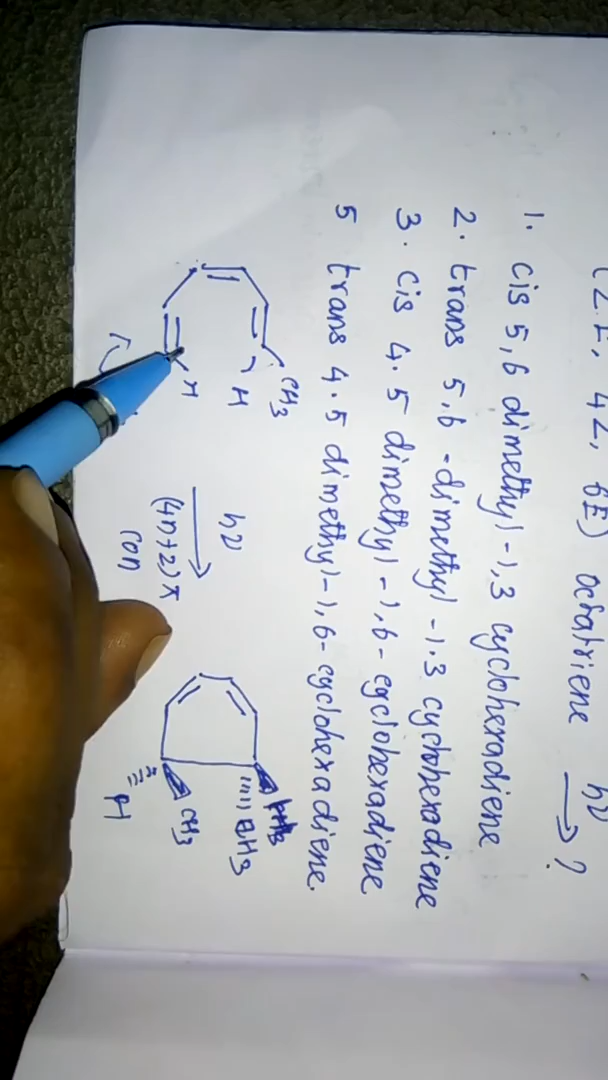 (2E, 4Z, 6E) octatriene hν ⟶ ?
1. cis 5,6 dimethyl-1,3 cyclohexadiene
2. trans 5,6 -dimethyl -1.3 cyclohexadiene
3. cis 4.5 dimethyl-1,6-cyclohexadiene
5 trans 4.5 dimethyl-1,6-cyclohexadiene.
CH3
H
H
hν
(4n+2)π
con
CH3
CH3
H